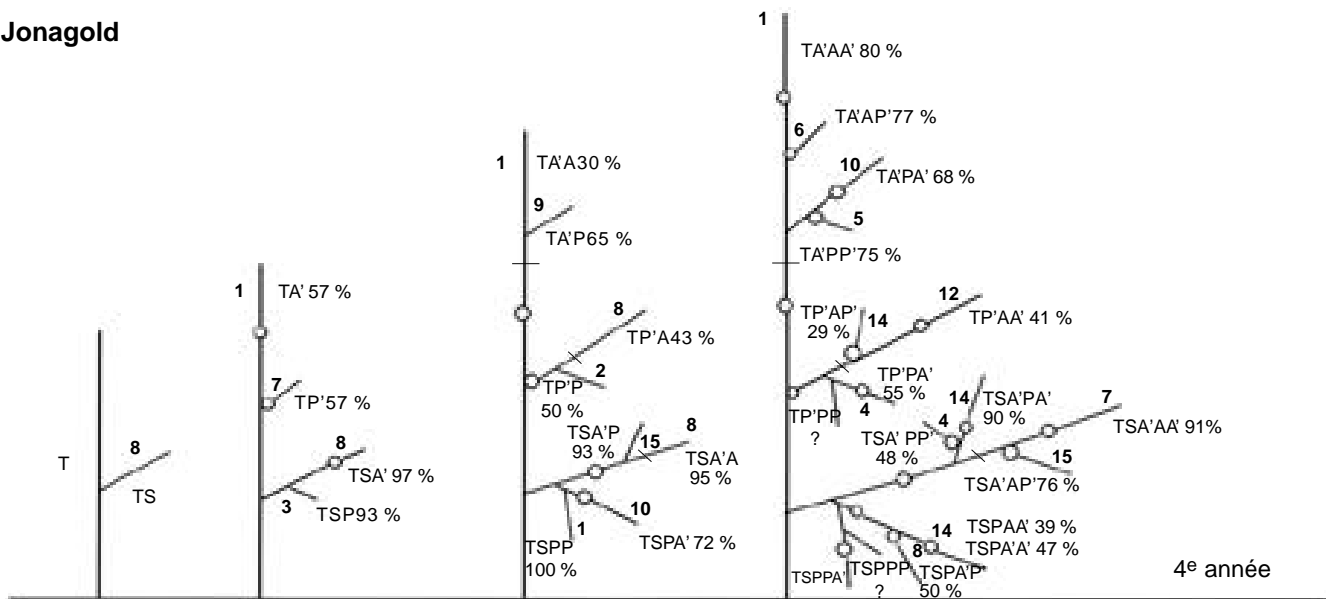 Jonagold
T
8
TS
1
TA' 57 %
7
TP'57 %
8
TSA' 97 %
3
TSP93 %
1
TA'A30 %
9
TA'P65 %
8
TP'A43 %
2
TP'P
50 %
TSA'P
93 %
15
8
TSA'A
95 %
10
1
TSPA' 72 %
TSPP
100 %
1
TA'AA' 80 %
6
TA'AP'77 %
10
TA'PA' 68 %
5
TA'PP'75 %
12
TP'AP'
29 %
14
TP'AA' 41 %
TP'PA'
55 %
4
TP'PP
?
14
TSA'PA'
90 %
4
TSA' PP'
48 %
7
TSA'AA' 91%
15
TSA'AP'76 %
14
TSPAA' 39 %
TSPA'A' 47 %
8
TSPPA'
TSPPP
?
TSPA'P'
50 %
4e année